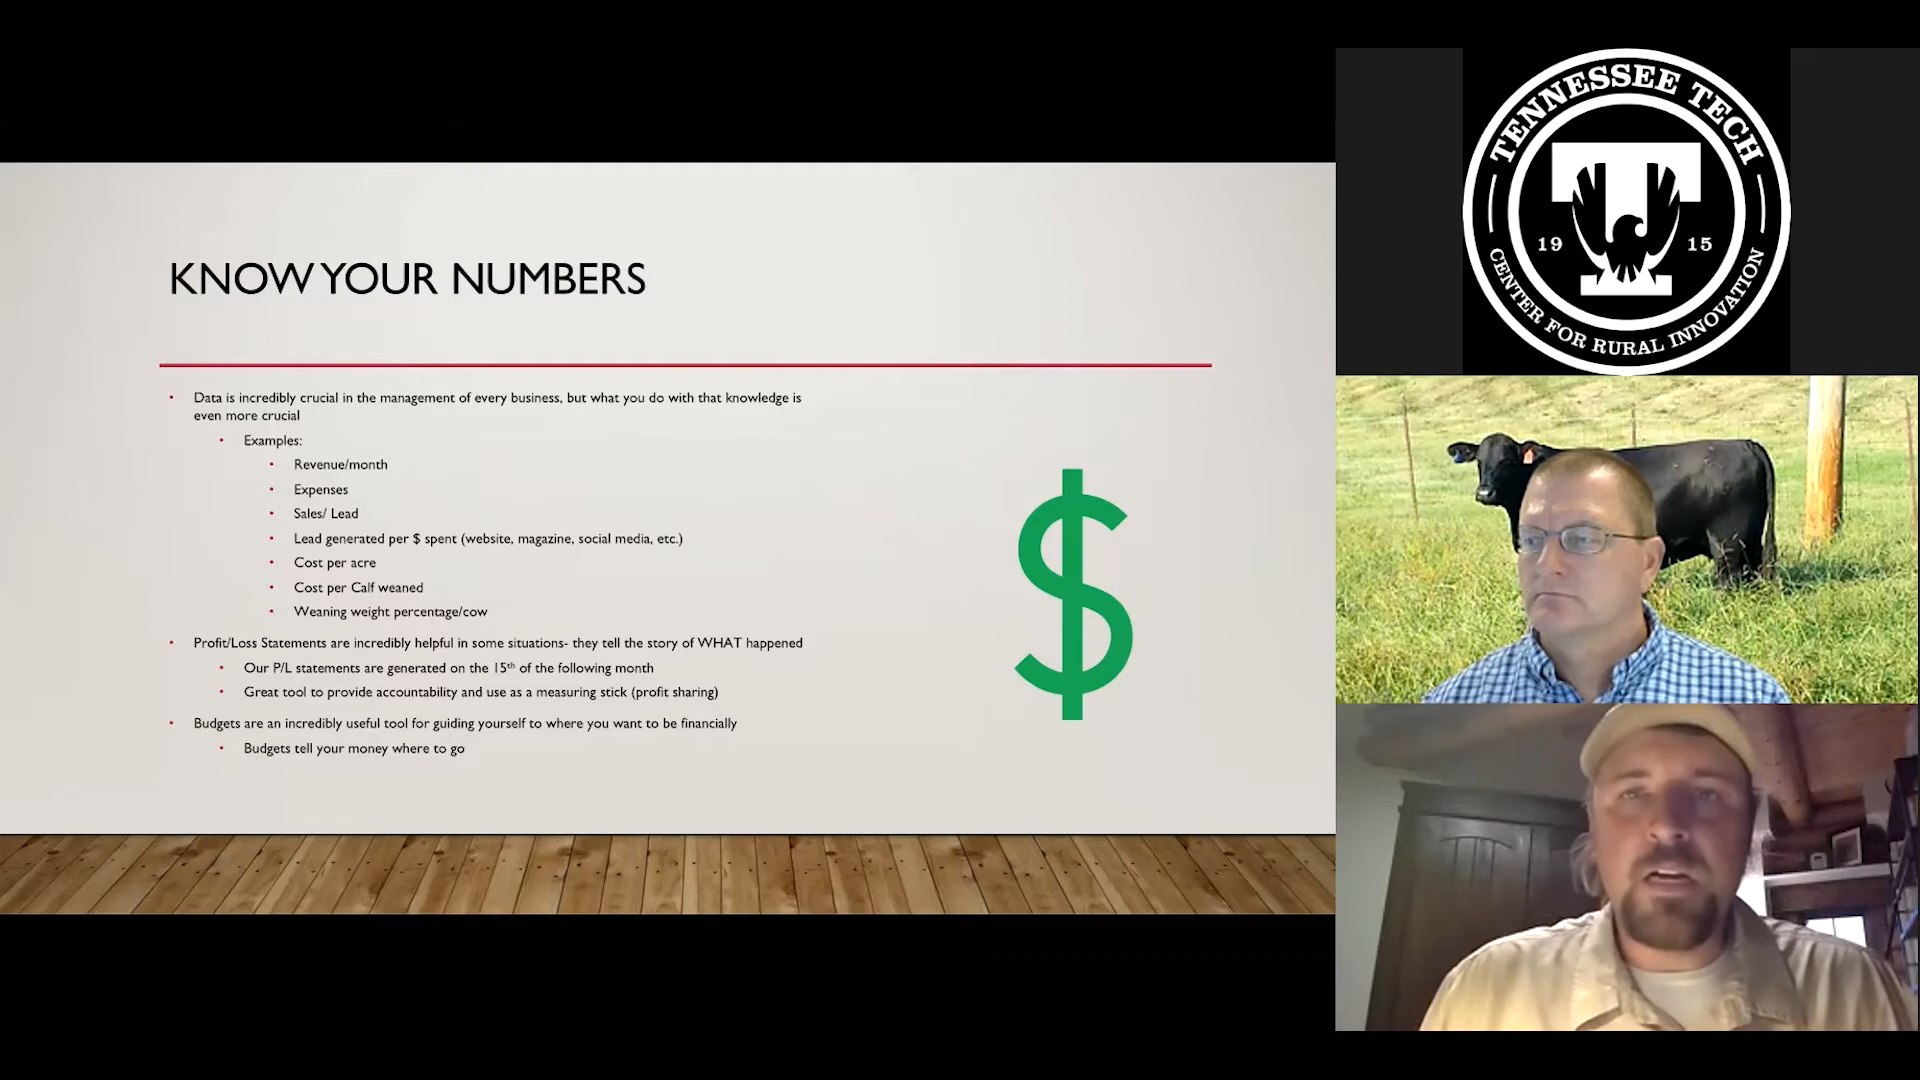 KNOW YOUR NUMBERS
• Data is incredibly crucial in the management of every business, but what you do with that knowledge is
even more crucial
• Examples:
• Revenue/month
• Expenses
• Sales/ Lead
• Lead generated per $ spent (website, magazine, social media, etc.)
• Cost per acre
• Cost per Calf weaned
• Weaning weight percentage/cow
• Profit/Loss Statements are incredibly helpful in some situations- they tell the story of WHAT happened
• Our P/L statements are generated on the 15th of the following month
• Great tool to provide accountability and use as a measuring stick (profit sharing)
• Budgets are an incredibly useful tool for guiding yourself to where you want to be financially
• Budgets tell your money where to go
$
TENNESSEE TECH
T
19 15
CENTER FOR RURAL INNOVATION